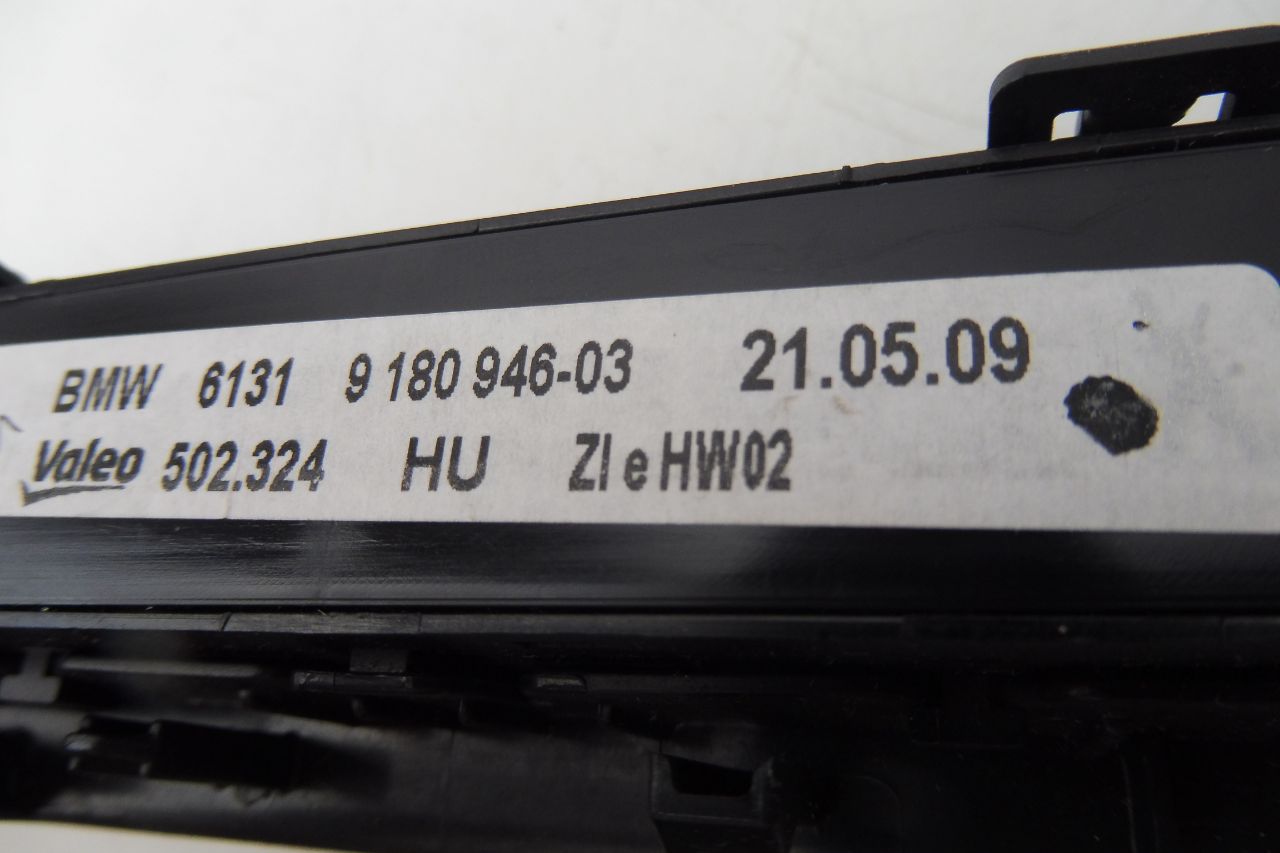 BMW 6131 9 180 946-03 21.05.09
Valeo 502.324 HU ZI e HW02